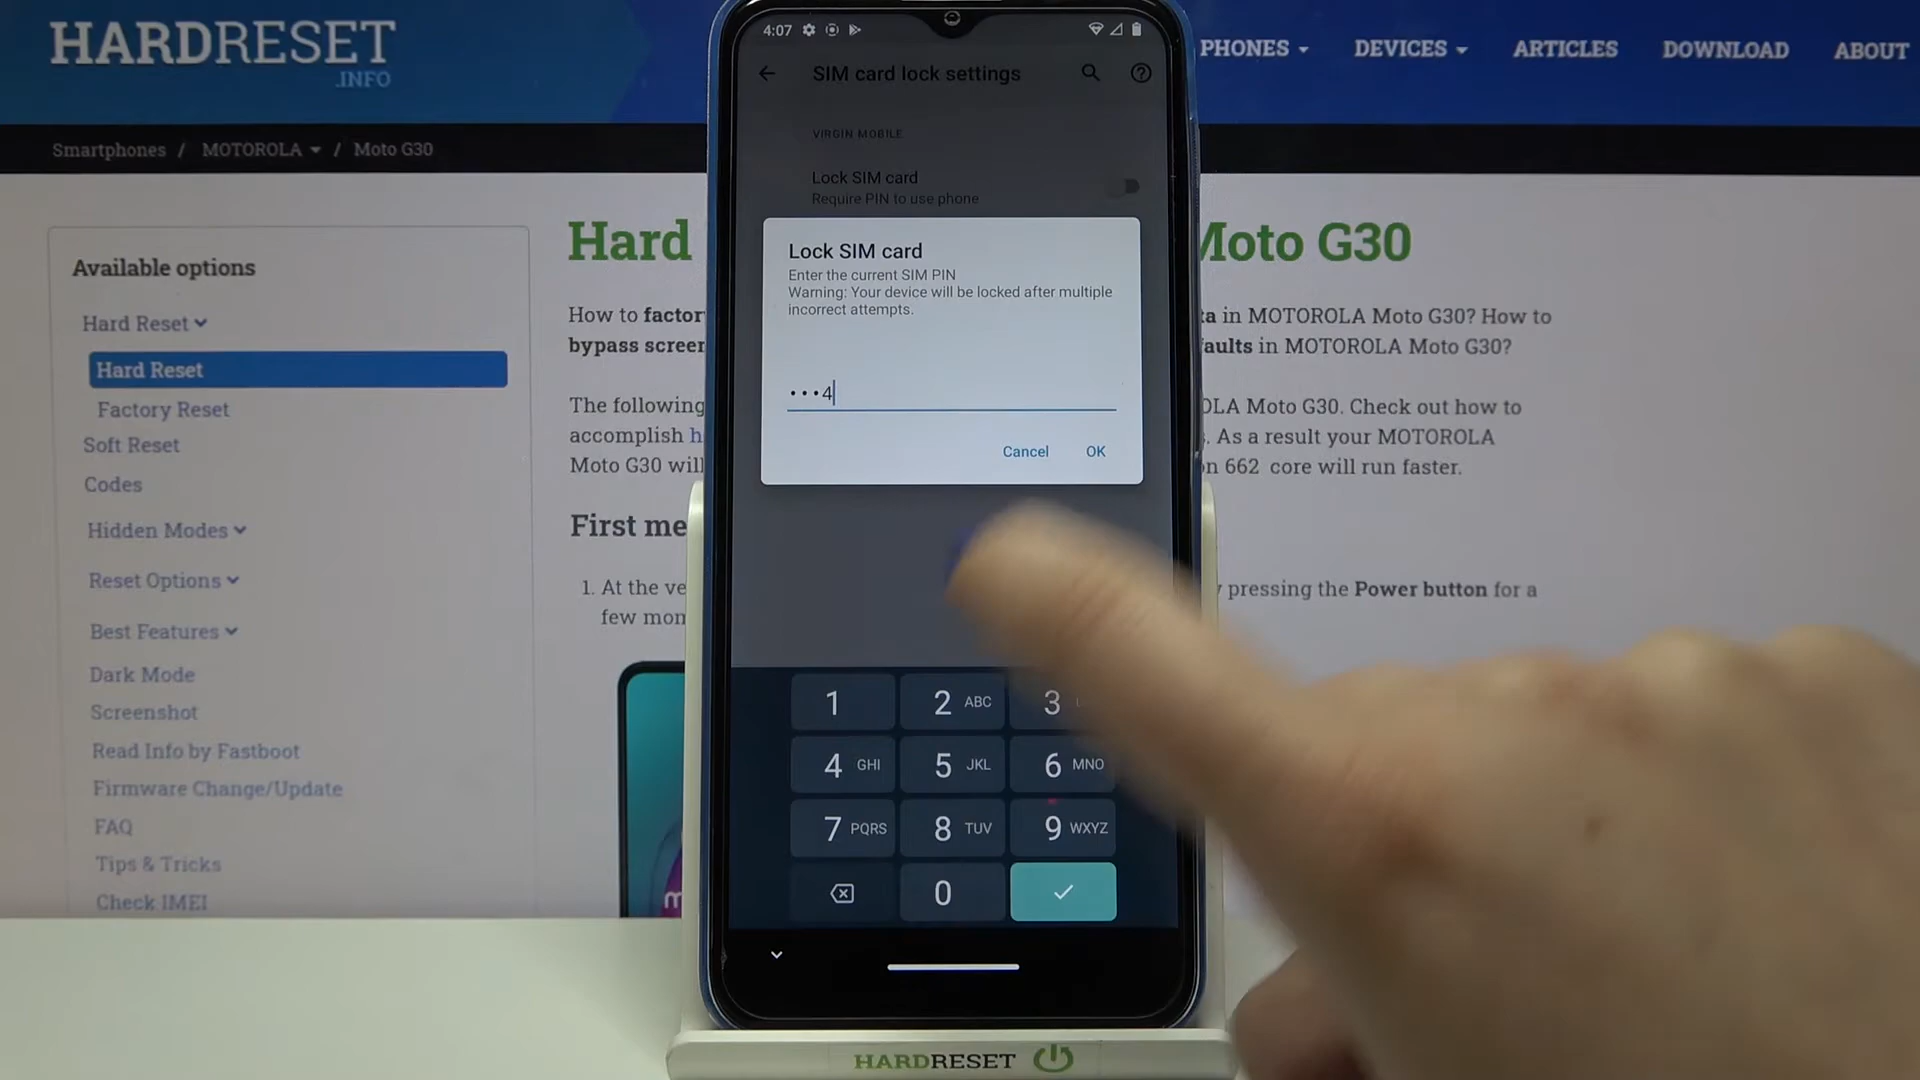 HARDRESET
.INFO
PHONES DEVICES ARTICLES DOWNLOAD ABOUT
Smartphones / MOTOROLA / Moto G30
Available options
Hard Reset
Hard Reset
Factory Reset
Soft Reset
Codes
Hidden Modes
Reset Options
Best Features
Dark Mode
Screenshot
Read Info by Fastboot
Firmware Change/Update
FAQ
Tips & Tricks
Check IMEI
Hard Moto G30
How to in MOTOROLA Moto G30? How to
bypass in MOTOROLA Moto G30?
The following Moto G30. Check out how to
accomplish . As a result your MOTOROLA
Moto G30 will 662 core will run faster.
First
1. At the pressing the Power button for a
few
4:07
SIM card lock settings
VIRGIN MOBILE
Lock SIM card
Require PIN to use phone
Lock SIM card
Enter the current SIM PIN
Warning: Your device will be locked after multiple
incorrect attempts.
•••4
Cancel OK
1 2 ABC 3
4 GHI 5 JKL 6 MNO
7 PQRS 8 TUV 9 WXYZ
0
HARDRESET